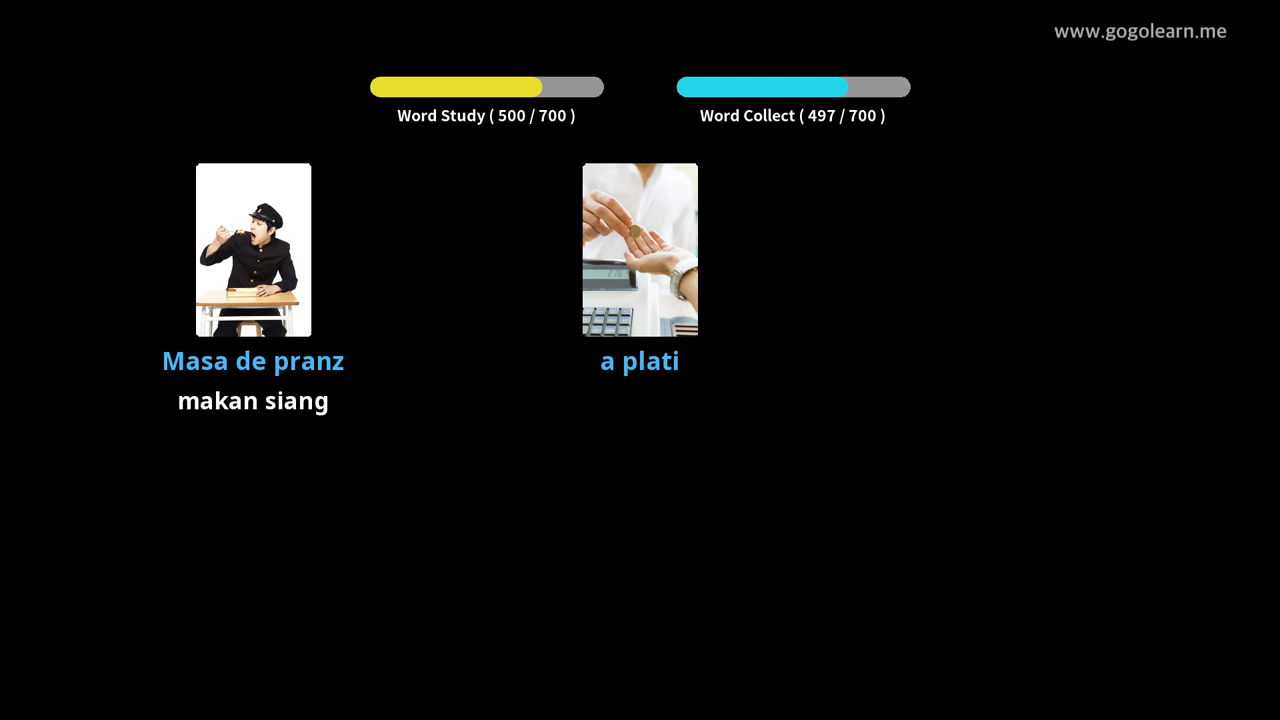 www.gogolearn.me
Word Study ( 500 / 700 )
Word Collect ( 497 / 700 )
Masa de pranz
makan siang
a plati